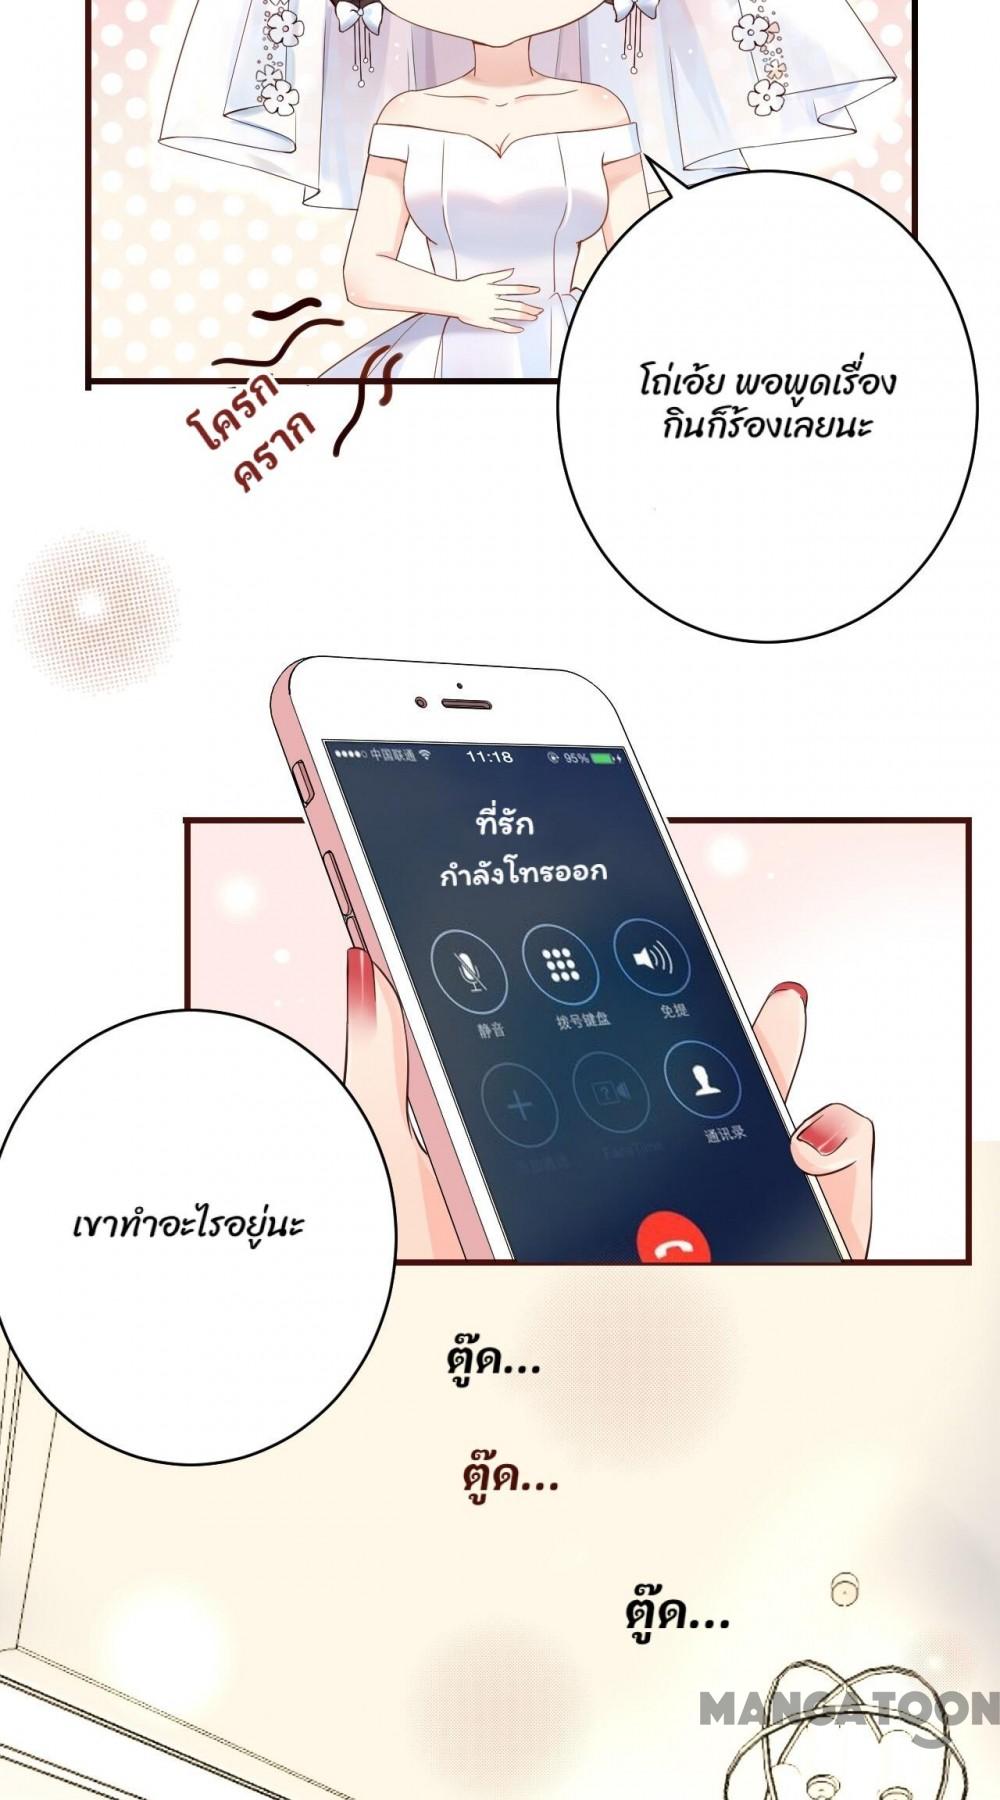 โครก
คราก
โถ่เอ้ย พอพูดเรื่อง
กินก็ร้องเลยนะ
中国联通 11:18 95%
ที่รัก
กำลังโทรออก
静音 拨号键盘 免提
FaceTime 通讯录
เขาทำอะไรอยู่นะ
ตู๊ด...
ตู๊ด...
ตู๊ด...
MANGATOON